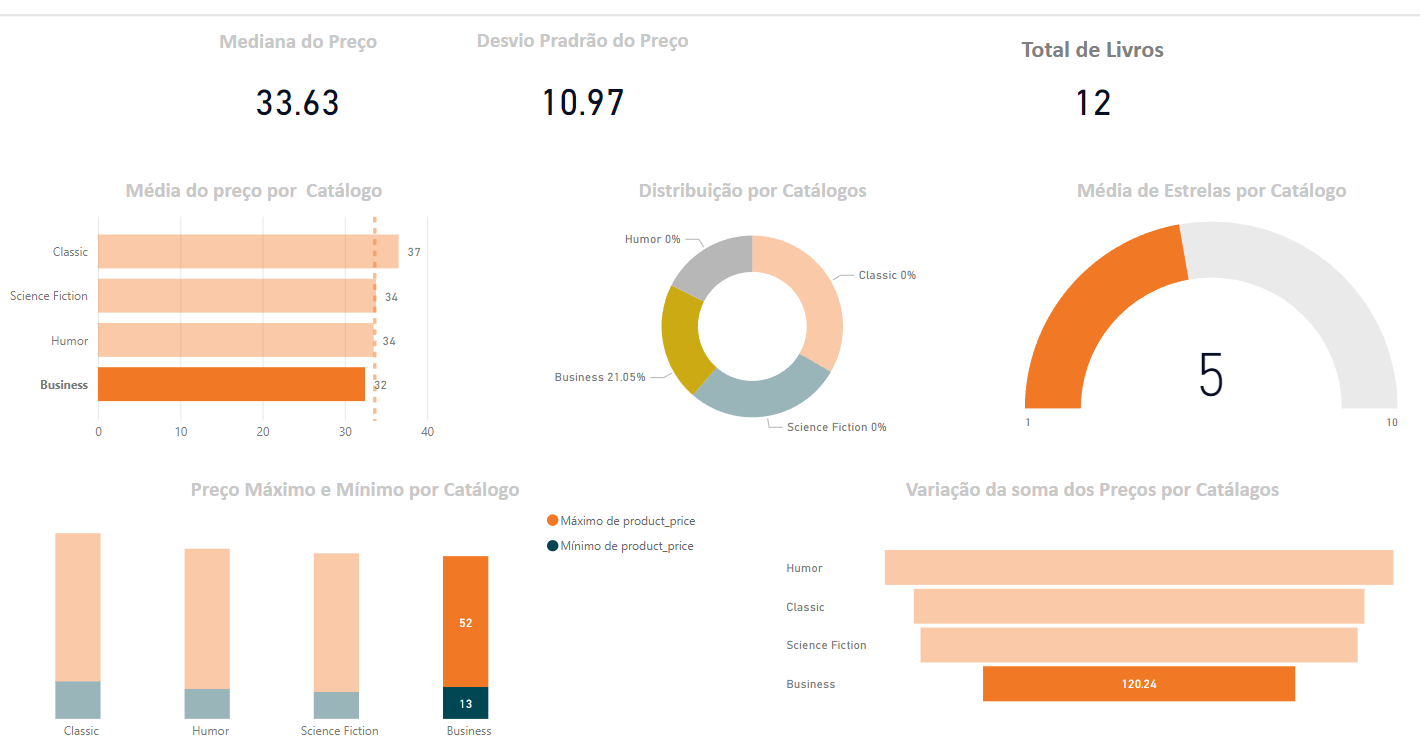 Mediana do Preço
Desvio Pradrão do Preço
Total de Livros
33.63
10.97
12
Média do preço por Catálogo
Classic
37
Science Fiction
34
Humor
34
Business
32
0
10
20
30
40
Distribuição por Catálogos
Humor 0%
Classic 0%
Business 21.05%
Science Fiction 0%
Média de Estrelas por Catálogo
5
1
10
Preço Máximo e Mínimo por Catálogo
Máximo de product_price
Mínimo de product_price
52
13
Classic
Humor
Science Fiction
Business
Variação da soma dos Preços por Catálagos
Humor
Classic
Science Fiction
Business
120.24